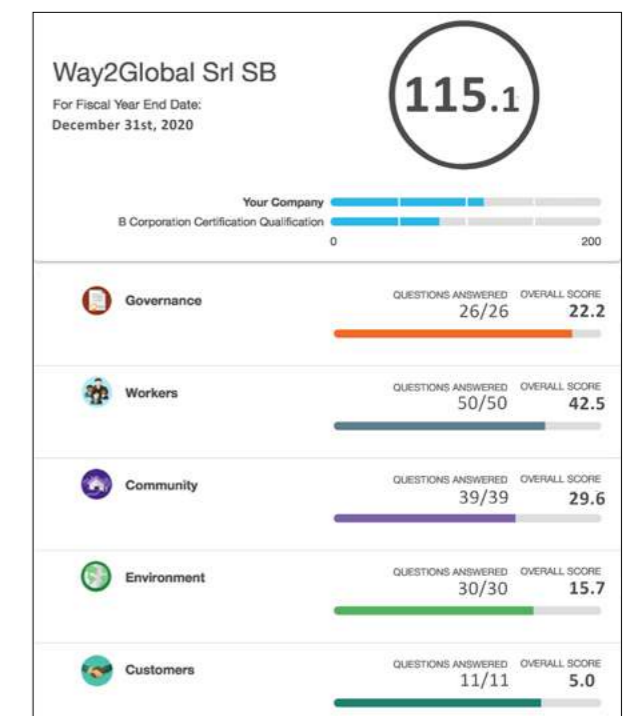 Way2Global Srl SB
For Fiscal Year End Date:
December 31st, 2020
115.1
Your Company
B Corporation Certification Qualification
0 200
Governance
QUESTIONS ANSWERED OVERALL SCORE
26/26 22.2
Workers
QUESTIONS ANSWERED OVERALL SCORE
50/50 42.5
Community
QUESTIONS ANSWERED OVERALL SCORE
39/39 29.6
Environment
QUESTIONS ANSWERED OVERALL SCORE
30/30 15.7
Customers
QUESTIONS ANSWERED OVERALL SCORE
11/11 5.0